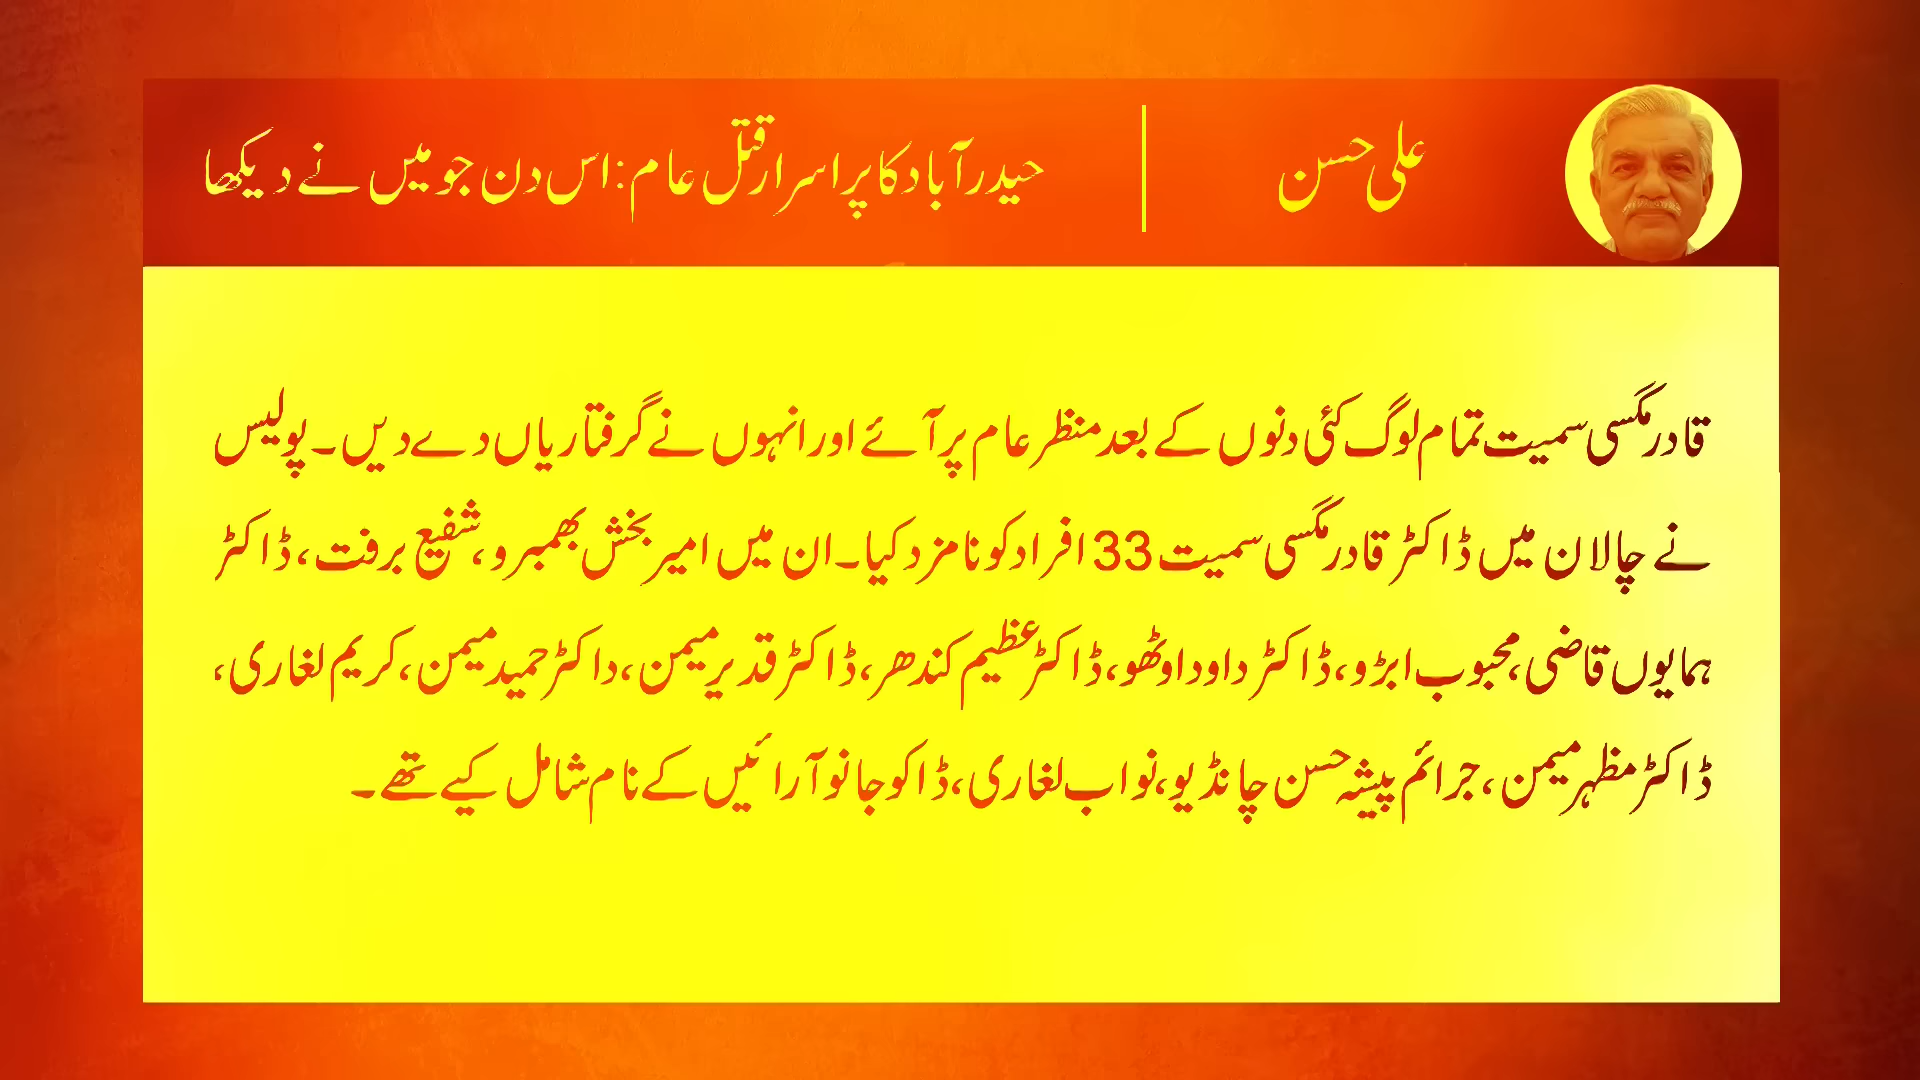 علی حسن
حیدرآباد کا پراسرار قتل عام: اس دن جو میں نے دیکھا
قادر مگسی سمیت تمام لوگ کئی دنوں کے بعد منظر عام پر آئے اور انہوں نے گرفتاریاں دے دیں۔ پولیس
نے چالان میں ڈاکٹر قادر مگسی سمیت 33 افراد کو نامزد کیا۔ ان میں امیر بخش بھمبرو، شفیع برفت، ڈاکٹر
ہمایوں قاضی، محبوب ابڑو، ڈاکٹر داود اوٹھو، ڈاکٹر عظیم کندھر، ڈاکٹر قدیر میمن، داکٹر حمید میمن، کریم لغاری،
ڈاکٹر مظہر میمن، جرائم پیشہ حسن چانڈیو، نواب لغاری، ڈاکو جانو آرائیں کے نام شامل کیے تھے۔